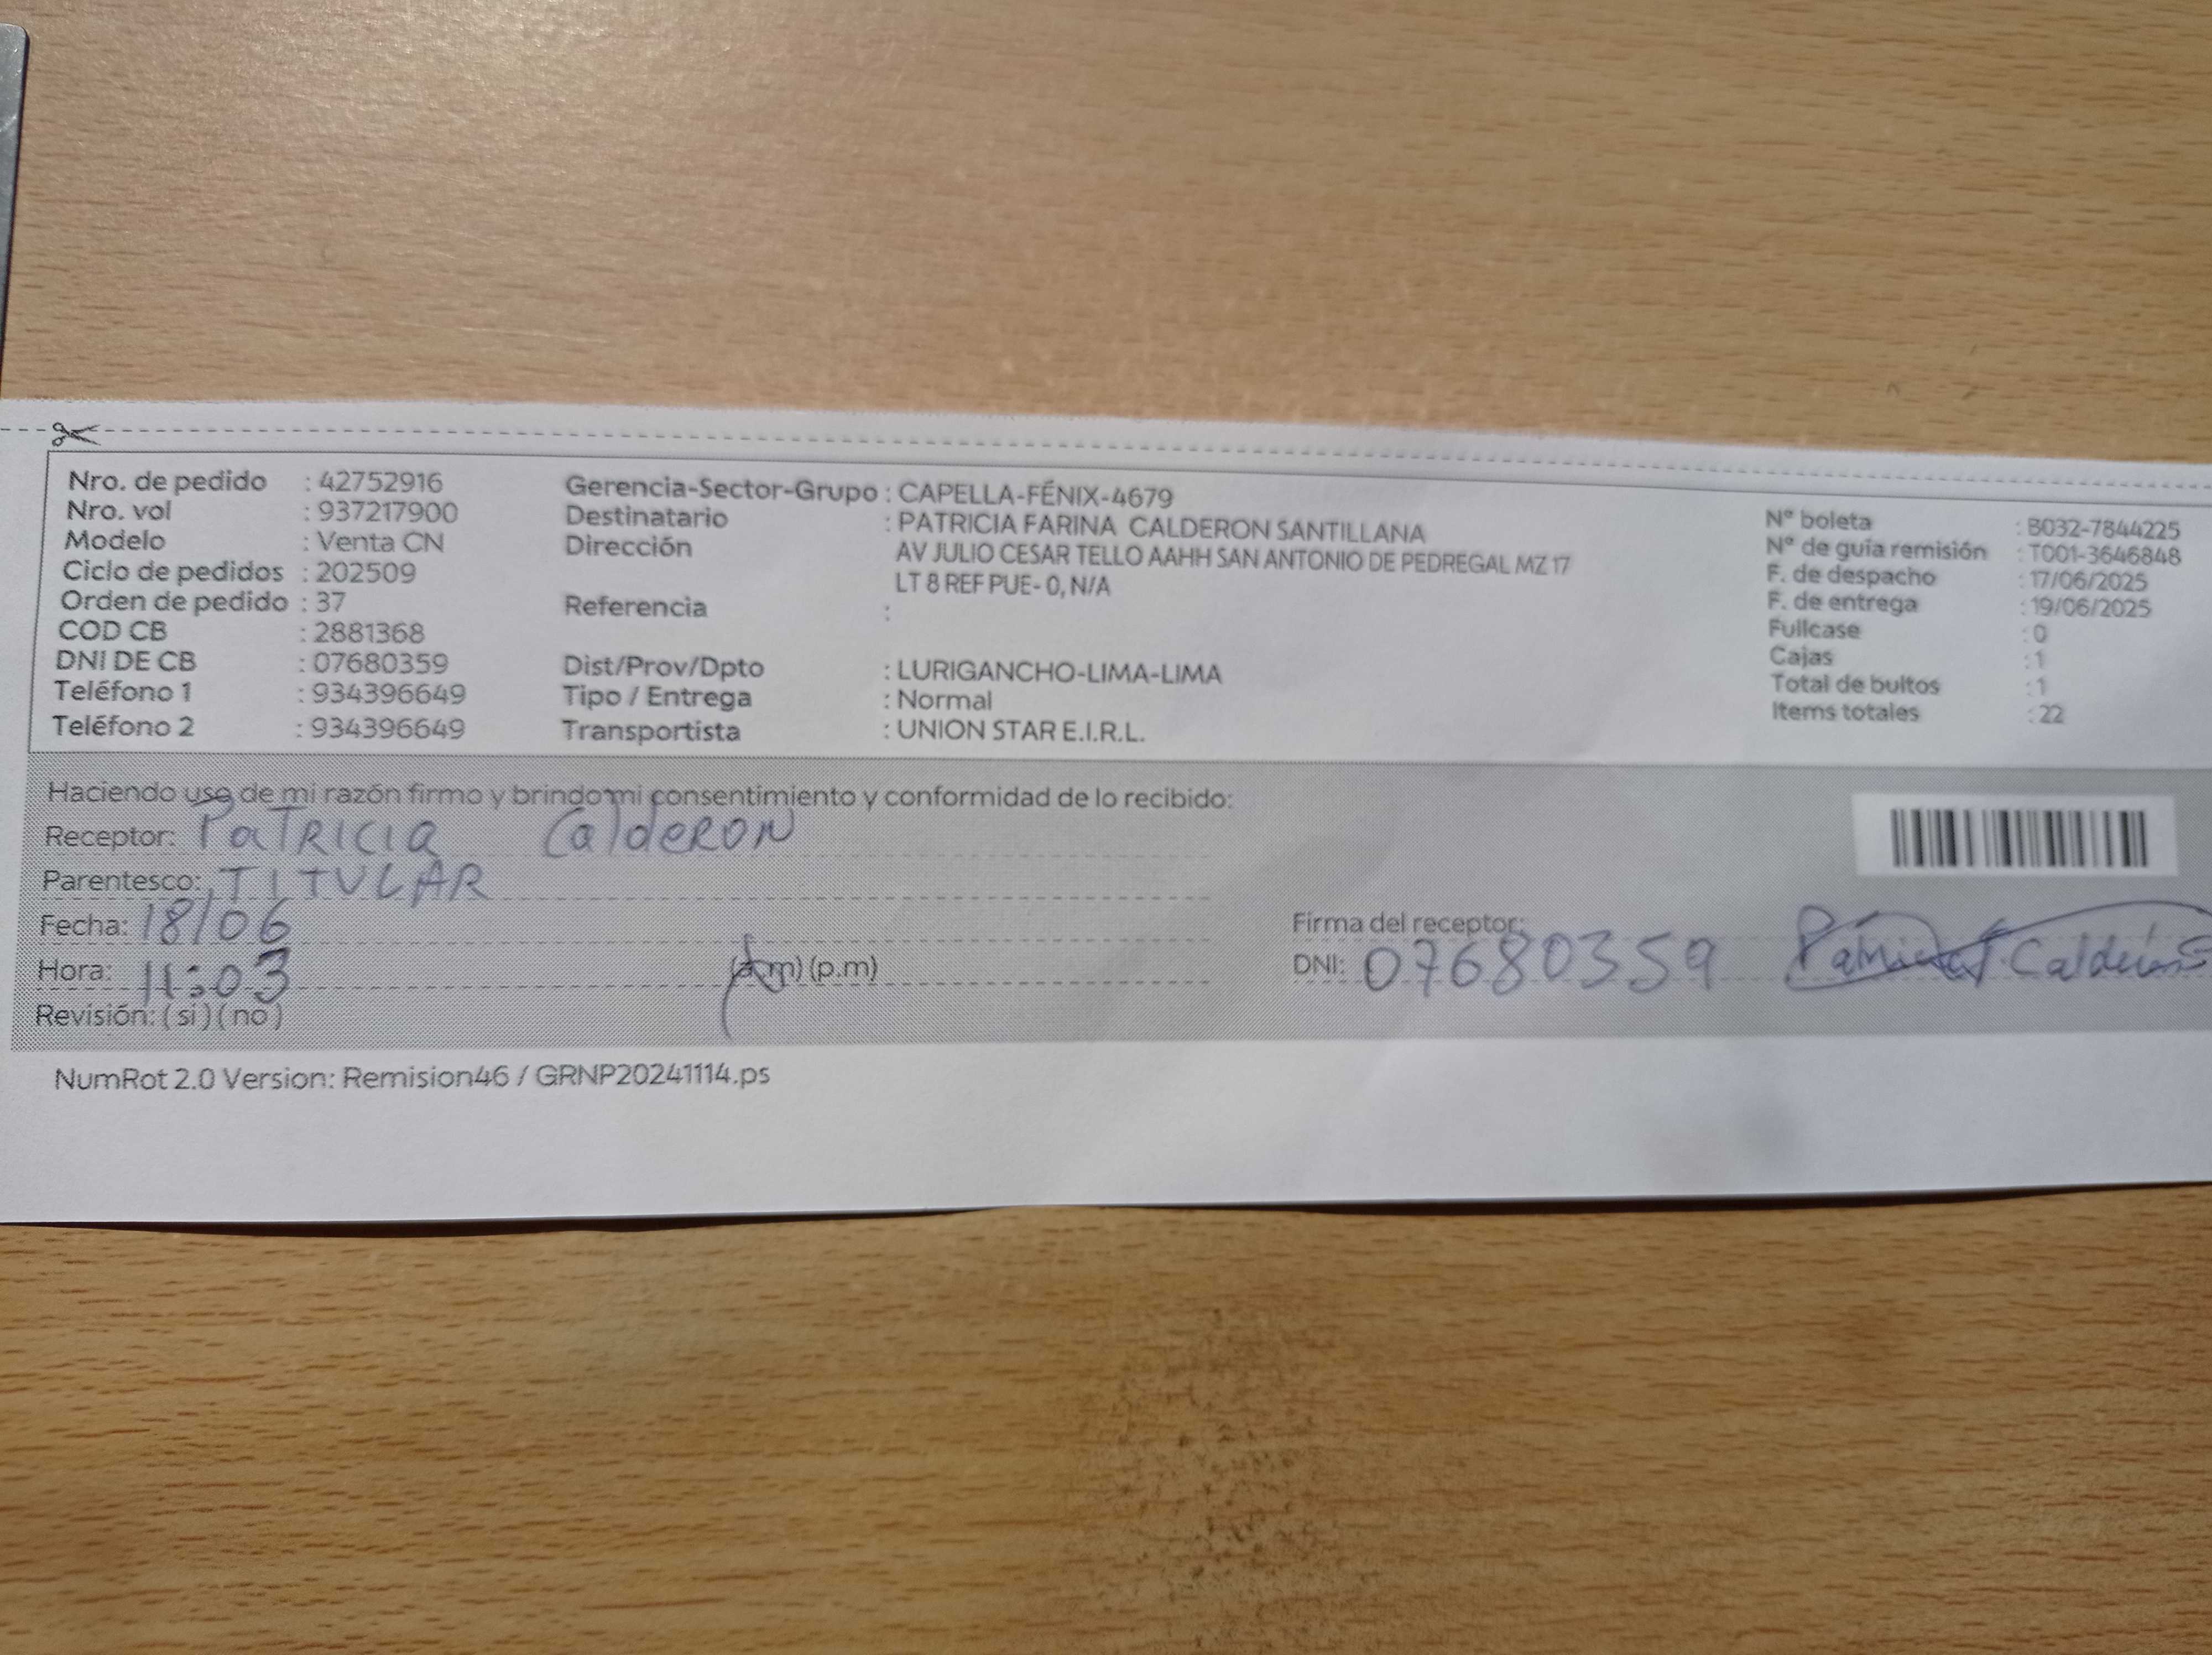 Nro. de pedido : 42752916
Nro. vol : 937217900
Modelo : Venta CN
Ciclo de pedidos : 202509
Orden de pedido : 37
COD CB : 2881368
DNI DE CB : 07680359
Teléfono 1 : 934396649
Teléfono 2 : 934396649
Gerencia-Sector-Grupo : CAPELLA-FÉNIX-4679
Destinatario : PATRICIA FARINA CALDERON SANTILLANA
Dirección AV JULIO CESAR TELLO AAHH SAN ANTONIO DE PEDREGAL MZ 17
LT 8 REF PUE- 0, N/A
Referencia :
Dist/Prov/Dpto : LURIGANCHO-LIMA-LIMA
Tipo / Entrega : Normal
Transportista : UNION STAR E.I.R.L.
N° boleta : B032-7844225
N° de guía remisión : T001-3646848
F. de despacho : 17/06/2025
F. de entrega : 19/06/2025
Fullcase : 0
Cajas : 1
Total de bultos : 1
Items totales : 22
Haciendo uso de mi razón firmo y brindo mi consentimiento y conformidad de lo recibido:
Receptor: PaTRICIa CaldeRON
Parentesco: TITULAR
Fecha: 18/06
Hora: 11:03 (a.m) (p.m)
Revisión: ( si ) ( no )
Firma del receptor: Patricia Calderón
DNI: 07680359
NumRot 2.0 Version: Remision46 / GRNP20241114.ps